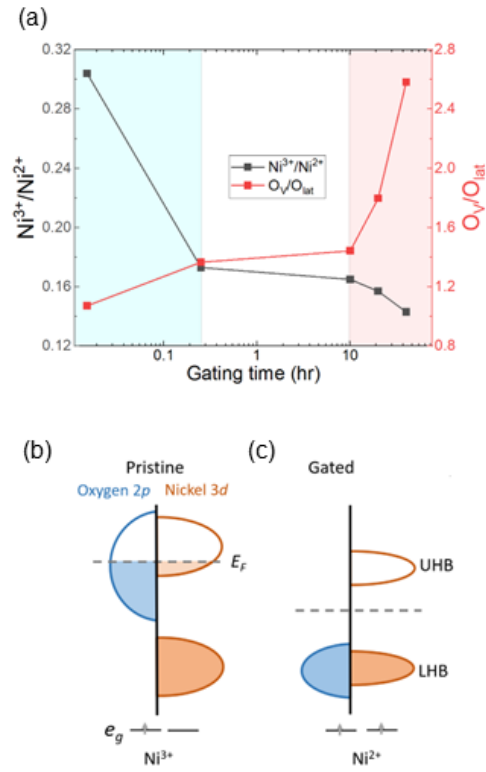 (a)
0.32
0.28
0.24
0.20
0.16
0.12
Ni³⁺/Ni²⁺
2.8
2.4
2.0
1.6
1.2
0.8
O_V/O_lat
Ni³⁺/Ni²⁺
O_V/O_lat
0.1
1
10
Gating time (hr)
(b)
Pristine
Oxygen 2p Nickel 3d
E_F
e_g
Ni³⁺
(c)
Gated
UHB
LHB
Ni²⁺